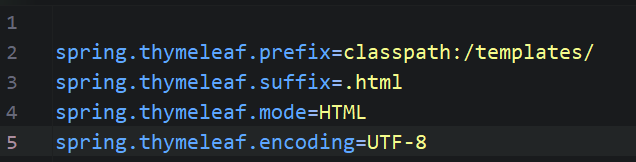 1
2 spring.thymeleaf.prefix=classpath:/templates/
3 spring.thymeleaf.suffix=.html
4 spring.thymeleaf.mode=HTML
5 spring.thymeleaf.encoding=UTF-8